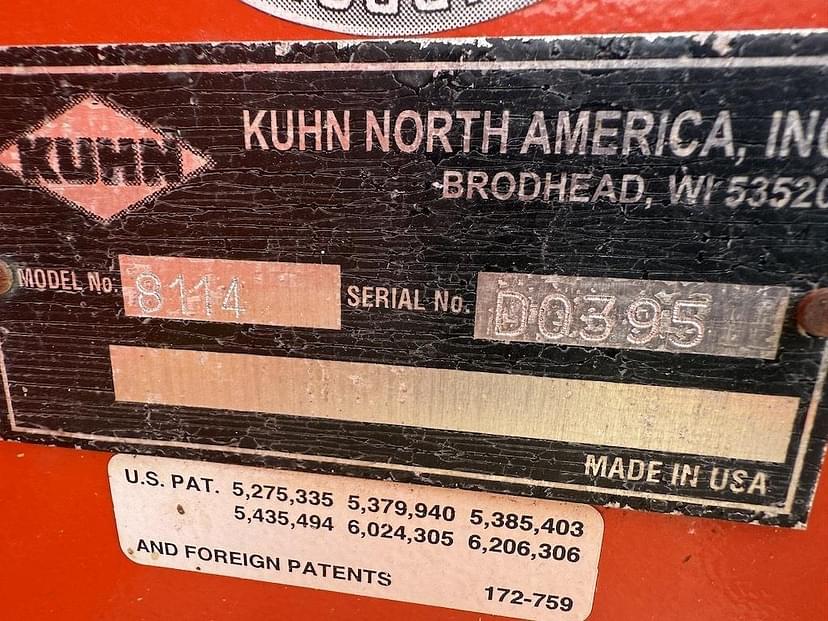 KUHN
KUHN NORTH AMERICA, INC
BRODHEAD, WI 53520
MODEL No. 8114
SERIAL No. D0395
MADE IN USA
U.S. PAT. 5,275,335 5,379,940 5,385,403
5,435,494 6,024,305 6,206,306
AND FOREIGN PATENTS
172-759